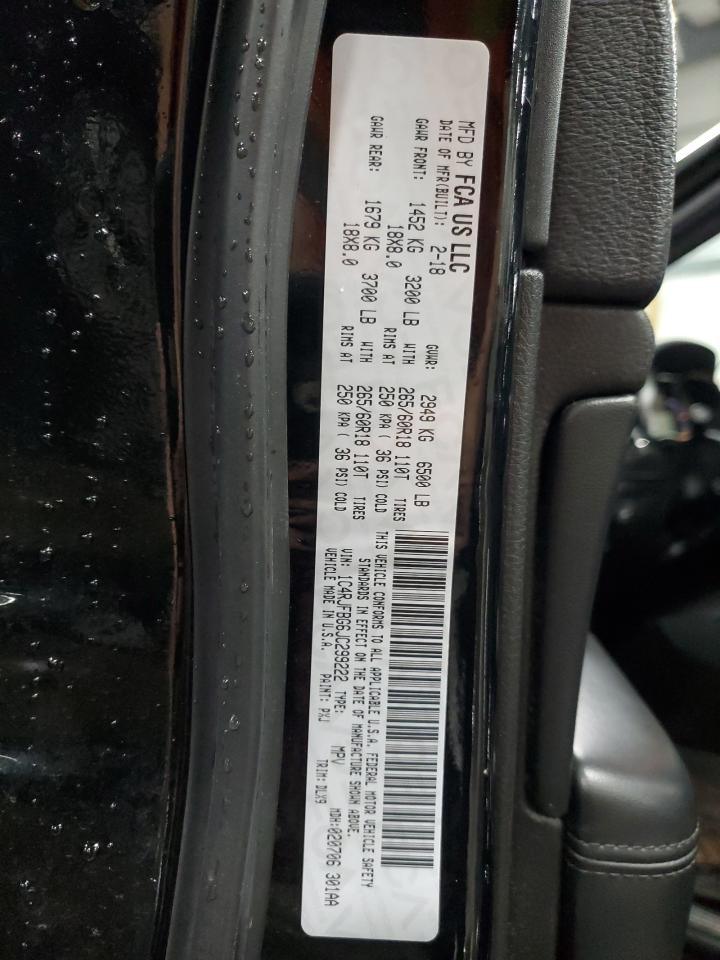 MFD BY FCA US LLC
DATE OF MFR(BUILT): 2-18 GVWR: 2949 KG 6500 LB
GAWR FRONT: 1452 KG 3200 LB WITH 265/60R18 110T TIRES
18X8.0 RIMS AT 250 KPA ( 36 PSI) COLD
GAWR REAR: 1679 KG 3700 LB WITH 265/60R18 110T TIRES
18X8.0 RIMS AT 250 KPA ( 36 PSI) COLD
THIS VEHICLE CONFORMS TO ALL APPLICABLE U.S.A. FEDERAL MOTOR VEHICLE SAFETY
STANDARDS IN EFFECT ON THE DATE OF MANUFACTURE SHOWN ABOVE.
VIN: 1C4RJFBG6JC299222 TYPE: MPV MDH:020706 301AA
VEHICLE MADE IN U.S.A. PAINT: PXJ TRIM: DLX9